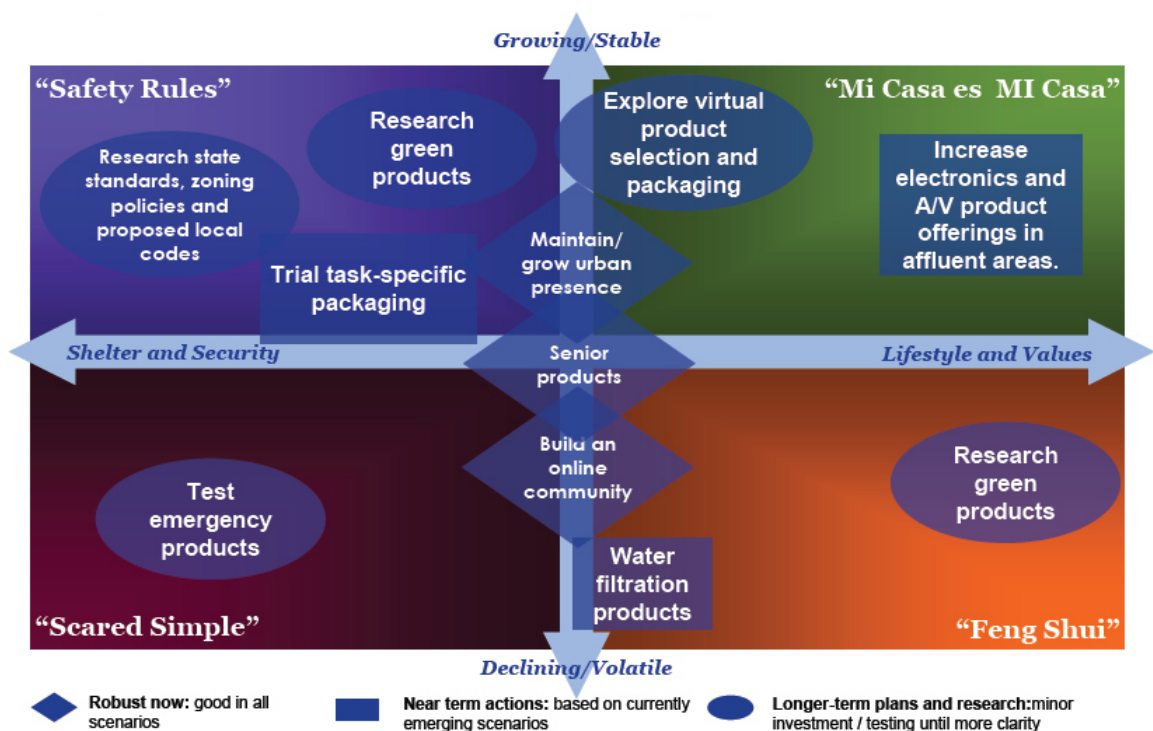 Growing/Stable
“Safety Rules”
“Mi Casa es  MI Casa”
Research
green
products
Explore virtual
product
selection and
packaging
Research state
standards, zoning
policies and
proposed local
codes
Increase
electronics and
A/V product
offerings in
affluent areas.
Trial task-specific
packaging
Maintain/
grow urban
presence
Shelter and Security
Senior
products
Lifestyle and Values
Build an
online
community
Test
emergency
products
Research
green
products
Water
filtration
products
“Scared Simple”
“Feng Shui”
Declining/Volatile
Robust now: good in all
scenarios
Near term actions: based on currently
emerging scenarios
Longer-term plans and research:minor
investment / testing until more clarity